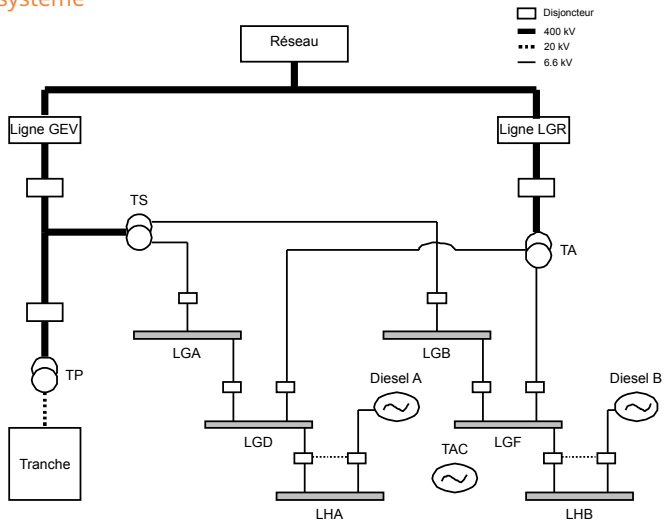 système
Disjoncteur
400 kV
20 kV
6.6 kV
Réseau
Ligne GEV
Ligne LGR
TS
TA
LGA
LGB
TP
Diesel A
Diesel B
LGD
TAC
LGF
Tranche
LHA
LHB